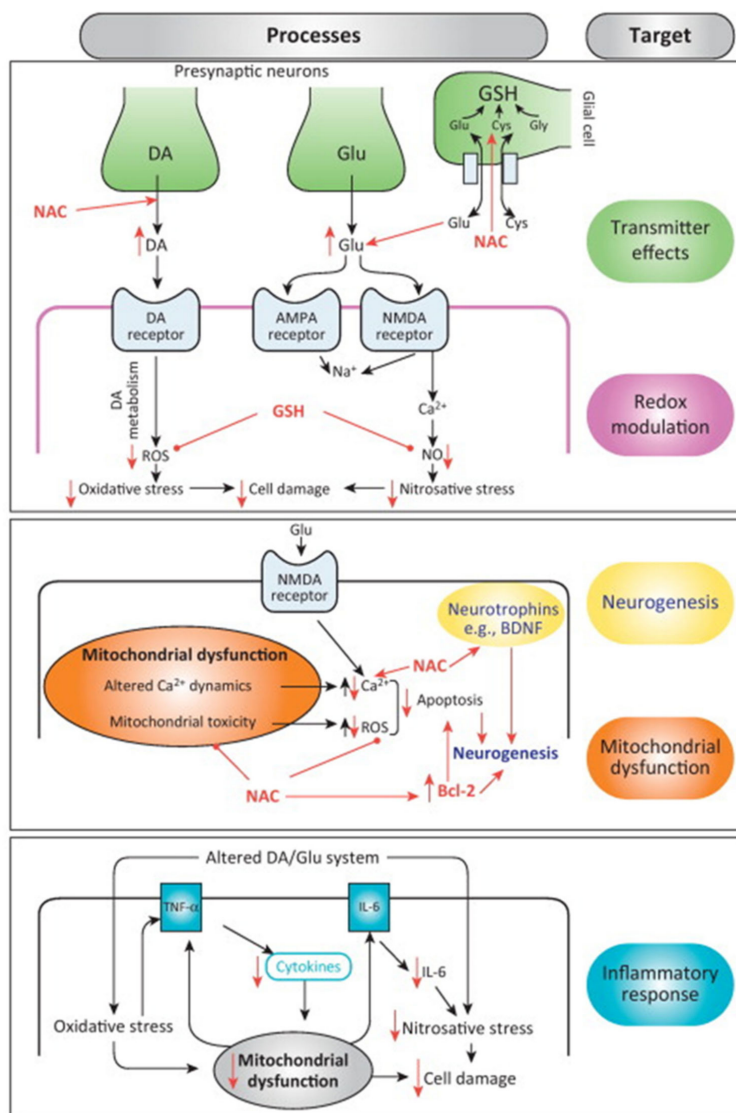 Processes
Target
Presynaptic neurons
DA
Glu
GSH
Glu
Cys
Gly
Glial cell
NAC
DA
Glu
Glu
NAC
Cys
Transmitter
effects
DA
receptor
AMPA
receptor
NMDA
receptor
Na⁺
DA
metabolism
Ca²⁺
GSH
ROS
NO
Redox
modulation
Oxidative stress
Cell damage
Nitrosative stress
Glu
NMDA
receptor
Neurotrophins
e.g., BDNF
Neurogenesis
Mitochondrial dysfunction
NAC
Altered Ca²⁺ dynamics
Ca²⁺
Apoptosis
Mitochondrial toxicity
ROS
Neurogenesis
Mitochondrial
dysfunction
NAC
Bcl-2
Altered DA/Glu system
TNF-α
IL-6
Cytokines
IL-6
Inflammatory
response
Oxidative stress
Nitrosative stress
Mitochondrial
dysfunction
Cell damage